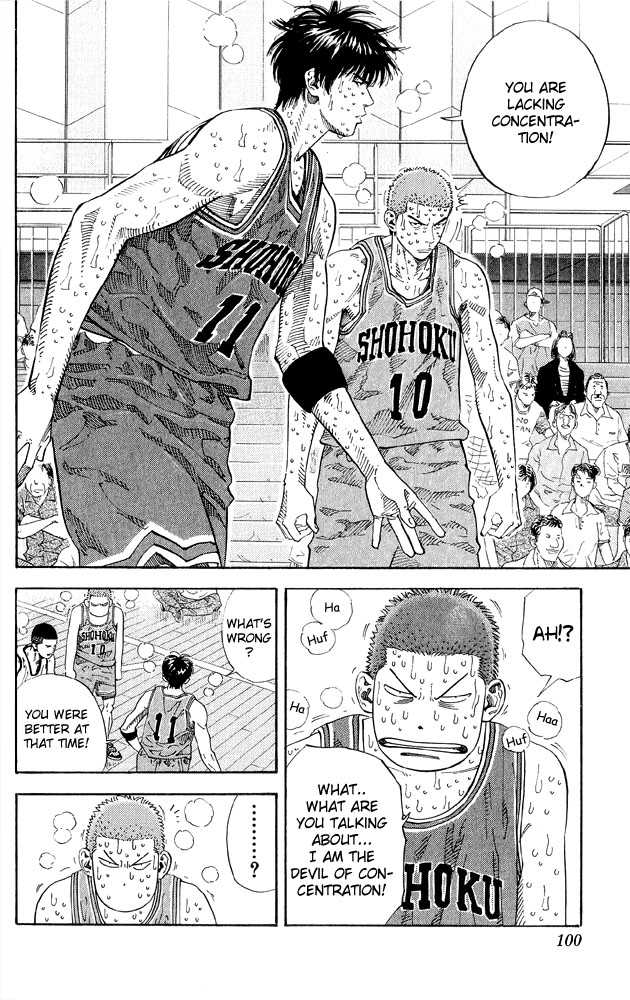 YOU ARE
LACKING
CONCENTRA-
TION!
SHOHOKU
11
SHOHOKU
10
NO
AH!?
Ha
Huf
Ha
Haa
Huf
WHAT..
WHAT ARE
YOU TALKING
ABOUT...
I AM THE
DEVIL OF CON-
CENTRATION!
HOKU
WHAT'S
WRONG
?
SHOHOKU
10
11
YOU WERE
BETTER AT
THAT TIME!
.........
?
100